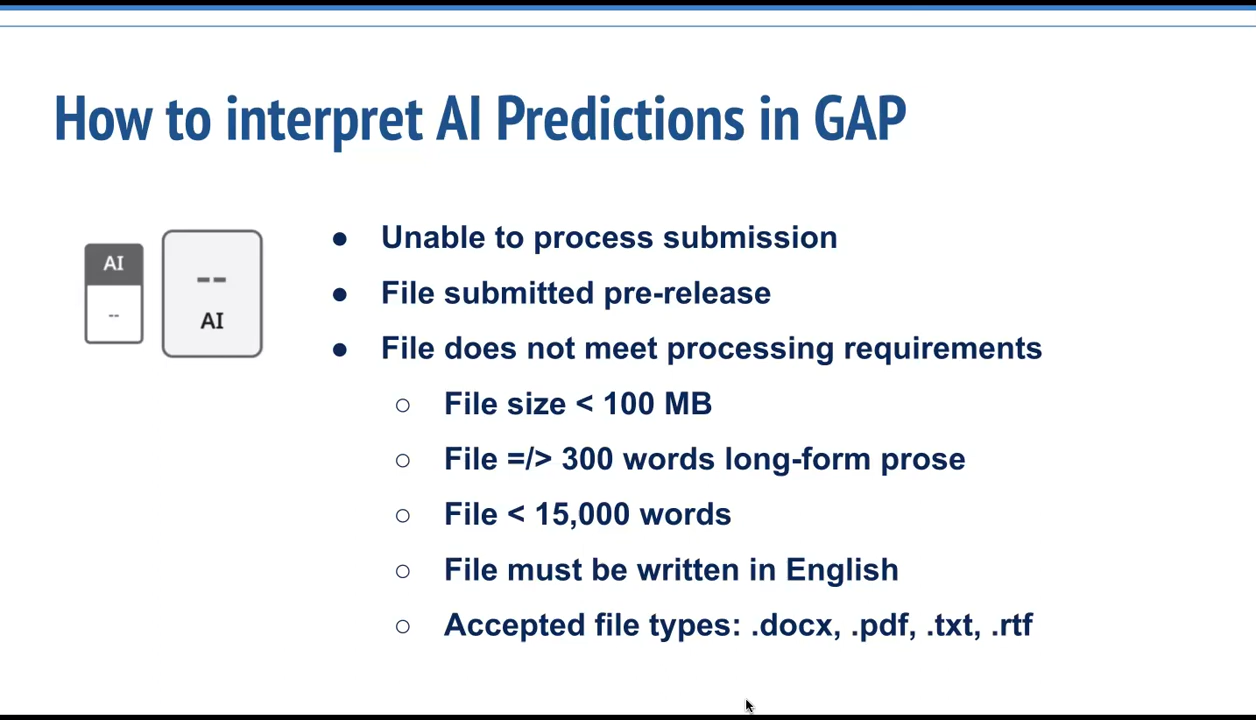 How to interpret AI Predictions in GAP
AI
--
--
AI
● Unable to process submission
● File submitted pre-release
● File does not meet processing requirements
○ File size < 100 MB
○ File =/> 300 words long-form prose
○ File < 15,000 words
○ File must be written in English
○ Accepted file types: .docx, .pdf, .txt, .rtf